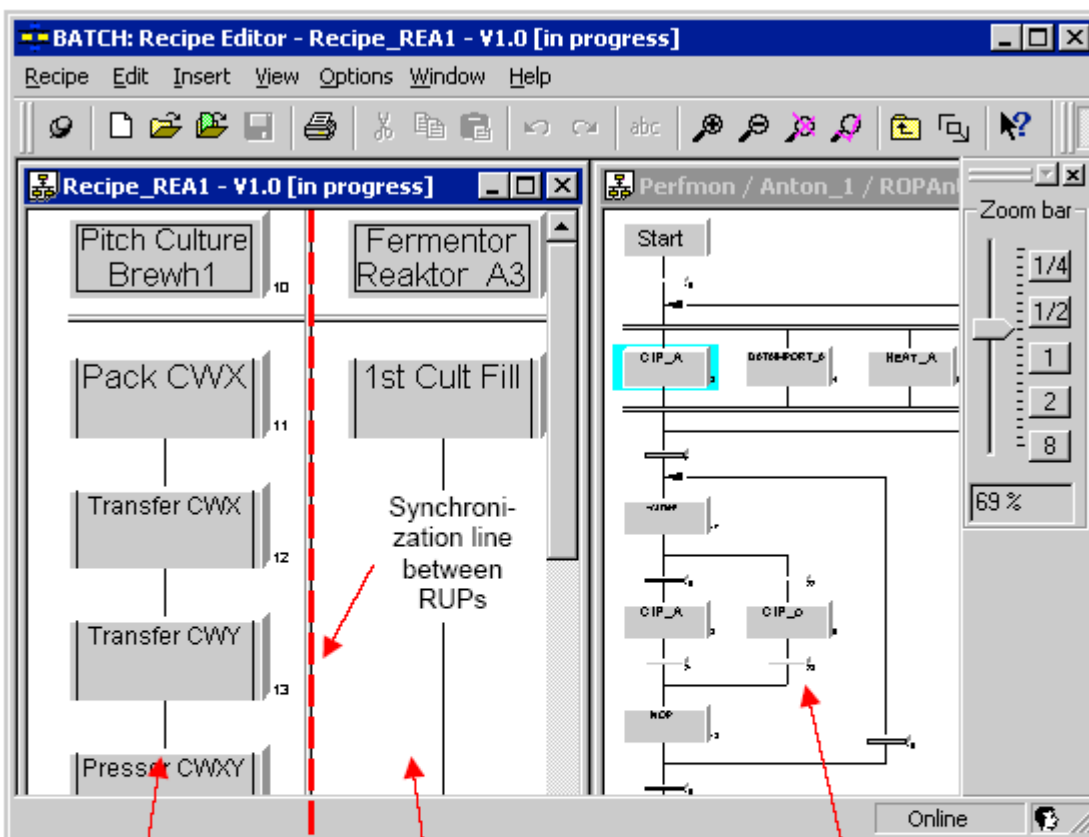 BATCH: Recipe Editor - Recipe_REA1 - V1.0 [in progress]
Recipe Edit Insert View Options Window Help
abc
Recipe_REA1 - V1.0 [in progress]
Pitch Culture
Brewh1
10
Fermentor
Reaktor A3
Pack CWX
11
1st Cult Fill
Transfer CWX
12
Synchroni-
zation line
between
RUPs
Transfer CWY
13
Pressor CWXY
Perfmon / Anton_1 / ROPAn
Start
CIP_A
HEAT_A
CIP_A
CIP_o
NOP
Zoom bar
1/4
1/2
1
2
8
69 %
Online